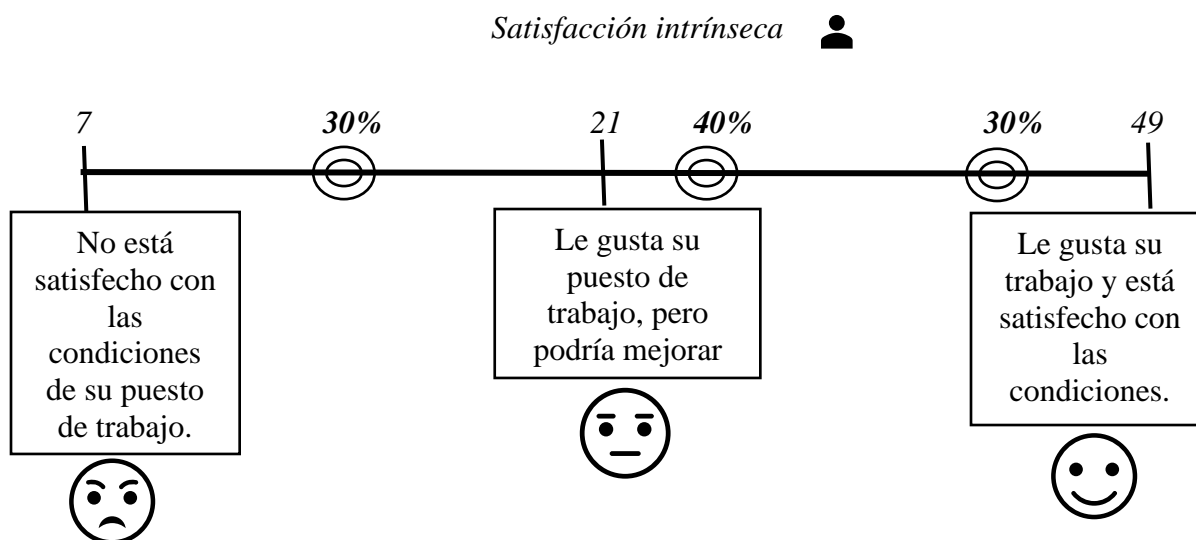 Satisfacción intrínseca
7 30% 21 40% 30% 49
No está
satisfecho con
las
condiciones
de su puesto
de trabajo.
Le gusta su
puesto de
trabajo, pero
podría mejorar
Le gusta su
trabajo y está
satisfecho con
las
condiciones.